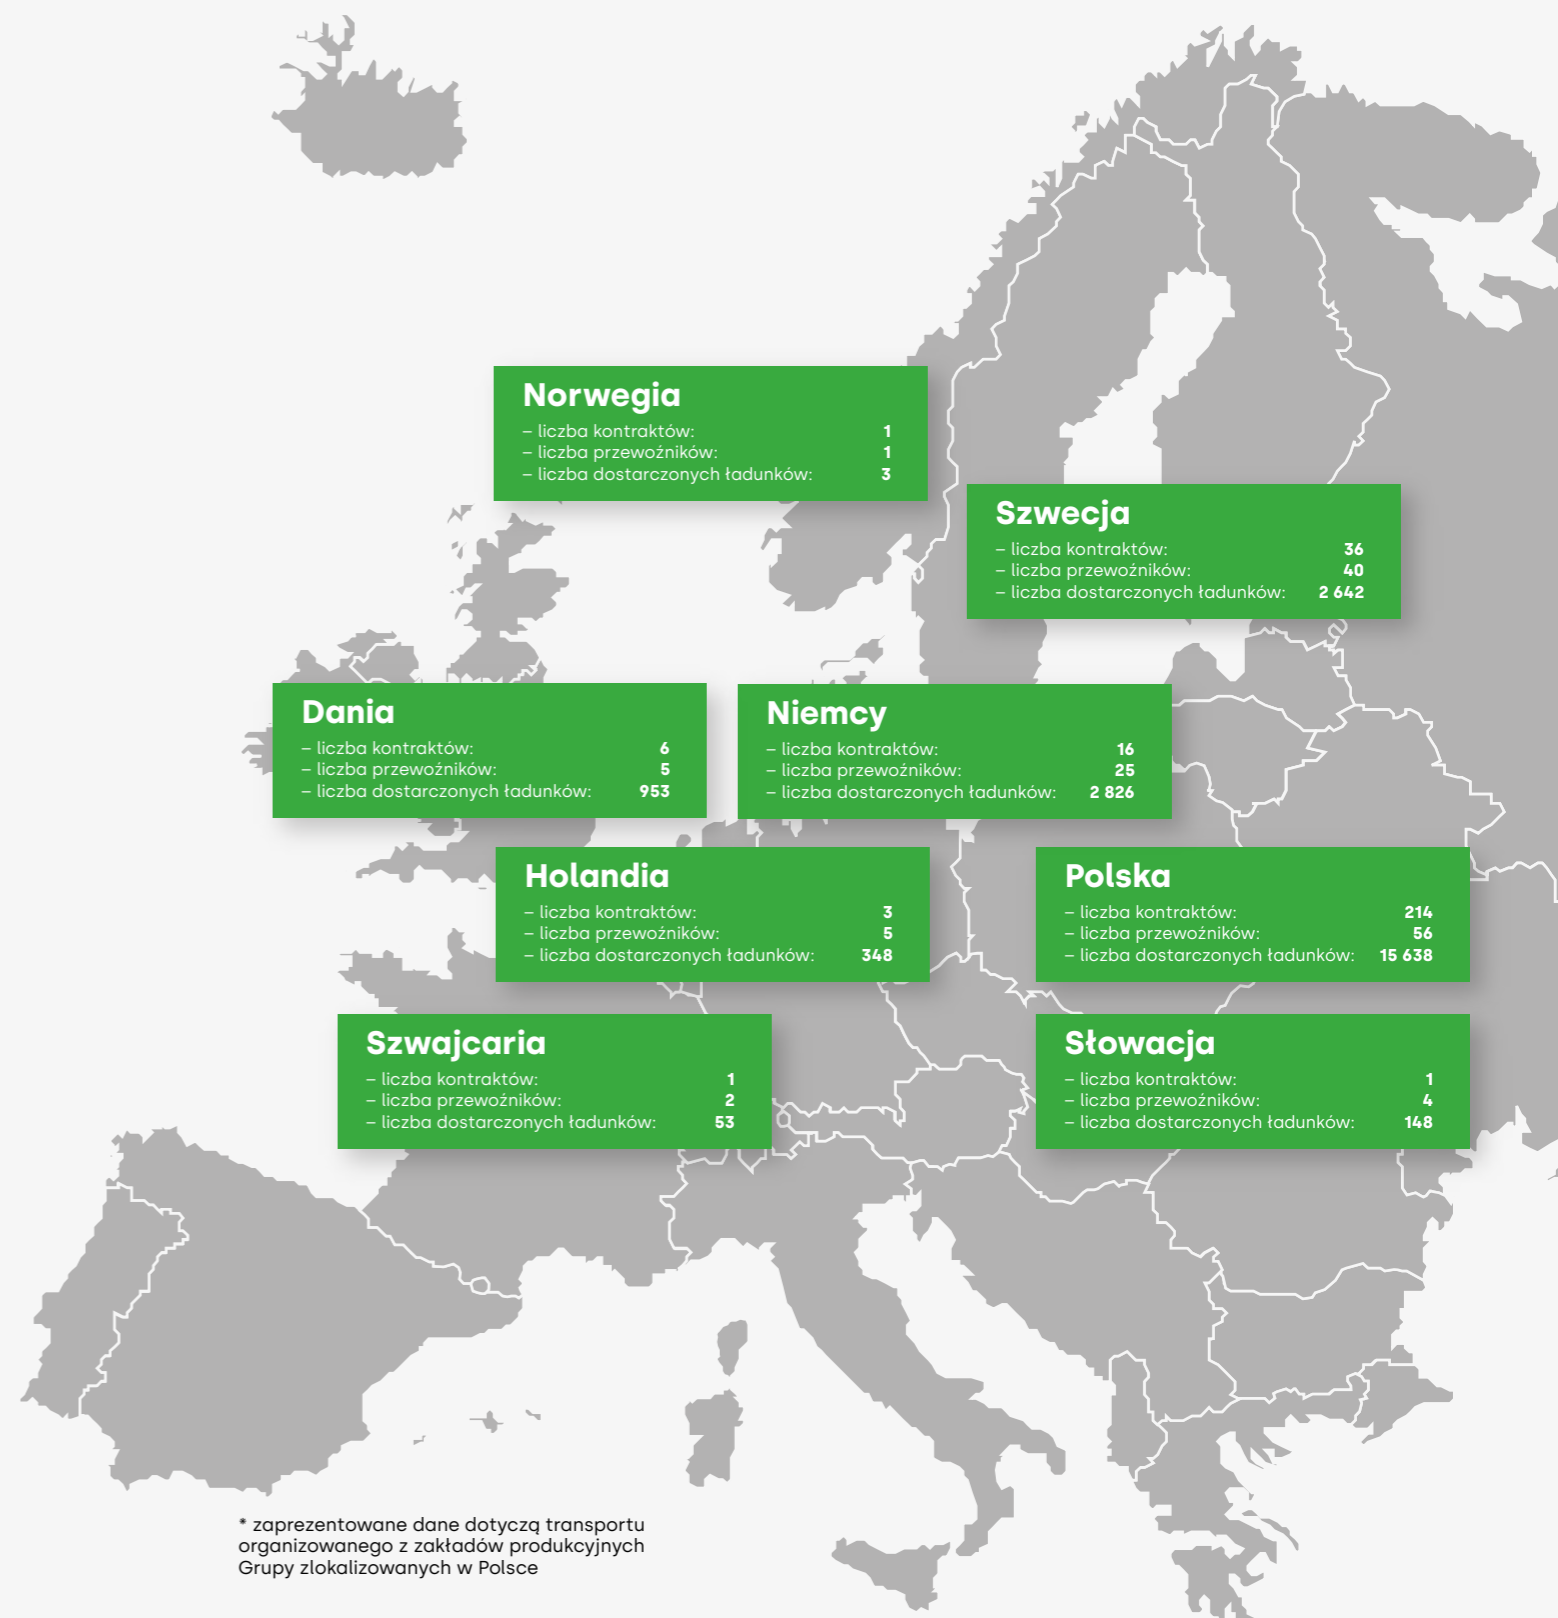 Norwegia
– liczba kontraktów: 1
– liczba przewoźników: 1
– liczba dostarczonych ładunków: 3
Szwecja
– liczba kontraktów: 36
– liczba przewoźników: 40
– liczba dostarczonych ładunków: 2 642
Dania
– liczba kontraktów: 6
– liczba przewoźników: 5
– liczba dostarczonych ładunków: 953
Niemcy
– liczba kontraktów: 16
– liczba przewoźników: 25
– liczba dostarczonych ładunków: 2 826
Holandia
– liczba kontraktów: 3
– liczba przewoźników: 5
– liczba dostarczonych ładunków: 348
Polska
– liczba kontraktów: 214
– liczba przewoźników: 56
– liczba dostarczonych ładunków: 15 638
Szwajcaria
– liczba kontraktów: 1
– liczba przewoźników: 2
– liczba dostarczonych ładunków: 53
Słowacja
– liczba kontraktów: 1
– liczba przewoźników: 4
– liczba dostarczonych ładunków: 148
* zaprezentowane dane dotyczą transportu
organizowanego z zakładów produkcyjnych
Grupy zlokalizowanych w Polsce